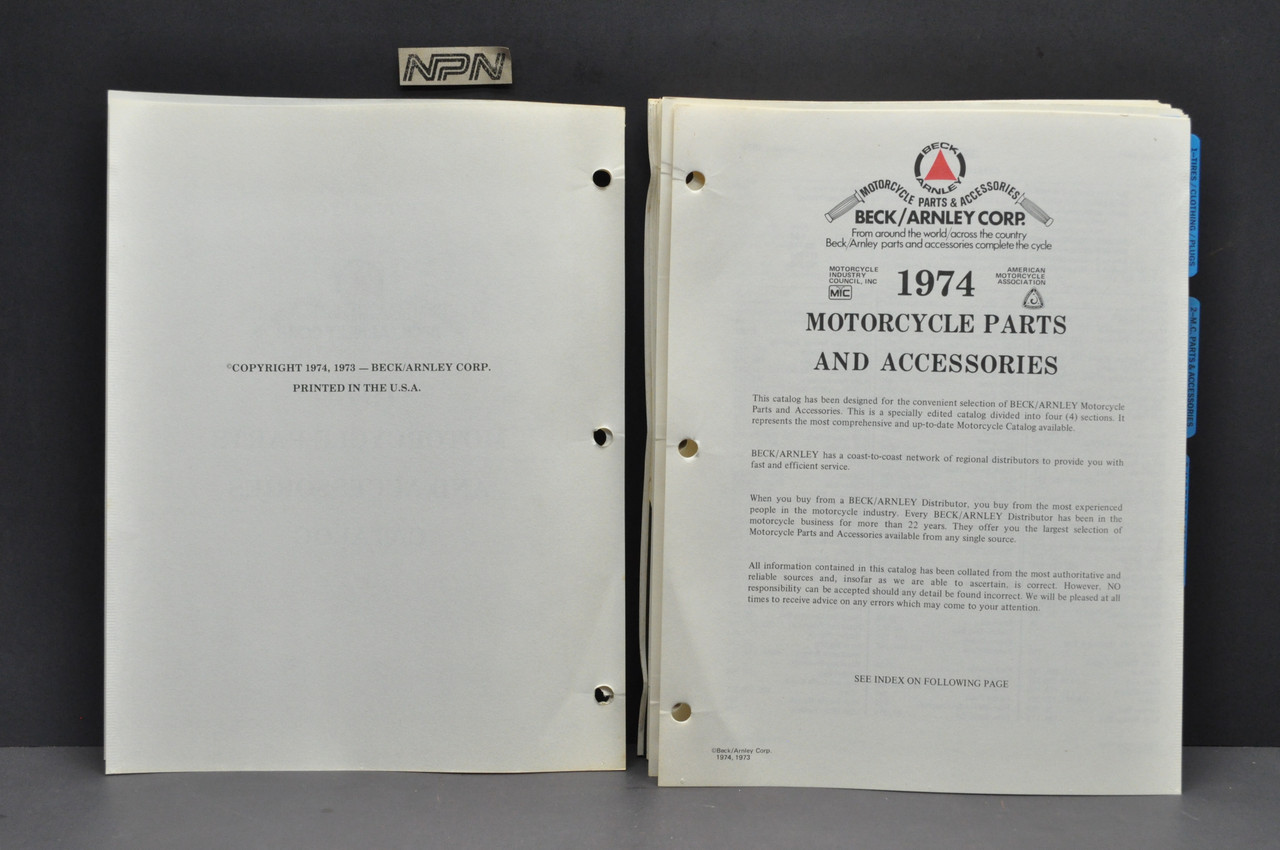 NPN
©COPYRIGHT 1974, 1973 — BECK/ARNLEY CORP.
PRINTED IN THE U.S.A.
BECK
ARNLEY
MOTORCYCLE PARTS & ACCESSORIES
BECK/ARNLEY CORP.
From around the world/across the country
Beck/Arnley parts and accessories complete the cycle
MOTORCYCLE
INDUSTRY
COUNCIL, INC
MIC
1974
AMERICAN
MOTORCYCLE
ASSOCIATION
MOTORCYCLE PARTS
AND ACCESSORIES
This catalog has been designed for the convenient selection of BECK/ARNLEY Motorcycle
Parts and Accessories. This is a specially edited catalog divided into four (4) sections. It
represents the most comprehensive and up-to-date Motorcycle Catalog available.
BECK/ARNLEY has a coast-to-coast network of regional distributors to provide you with
fast and efficient service.
When you buy from a BECK/ARNLEY Distributor, you buy from the most experienced
people in the motorcycle industry. Every BECK/ARNLEY Distributor has been in the
motorcycle business for more than 22 years. They offer you the largest selection of
Motorcycle Parts and Accessories available from any single source.
All information contained in this catalog has been collated from the most authoritative and
reliable sources and, insofar as we are able to ascertain, is correct. However, NO
responsibility can be accepted should any detail be found incorrect. We will be pleased at all
times to receive advice on any errors which may come to your attention.
SEE INDEX ON FOLLOWING PAGE
©Beck/Arnley Corp.
1974, 1973
1-TIRES / CLOTHING / PLUGS
2-M.C. PARTS & ACCESSORIES